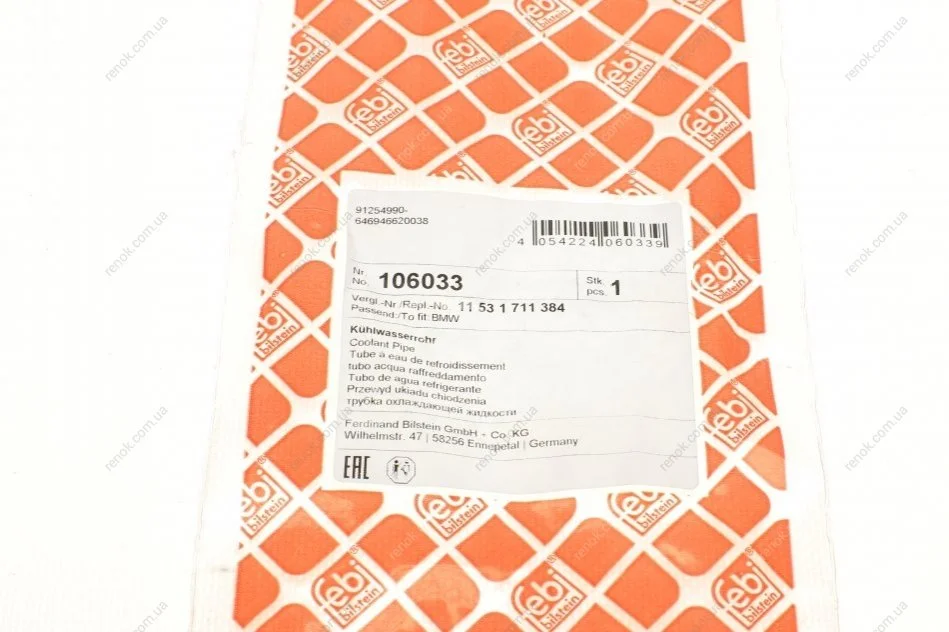 91254990-
646946620038
4 054224 060339
Nr.
No. 106033
Stk.
pcs. 1
Vergl.-Nr./Repl.-No. 11 53 1 711 384
Passend:/To fit: BMW
Kühlwasserrohr
Coolant Pipe
Tube à eau de refroidissement
tubo acqua raffreddamento
Tubo de agua refrigerante
Przewyd ukiadu chiodzenia
трубка охлаждающей жидкости
Ferdinand Bilstein GmbH + Co. KG
Wilhelmstr. 47 | 58256 Ennepetal | Germany
EAC
febi
bilstein
renok.com.ua